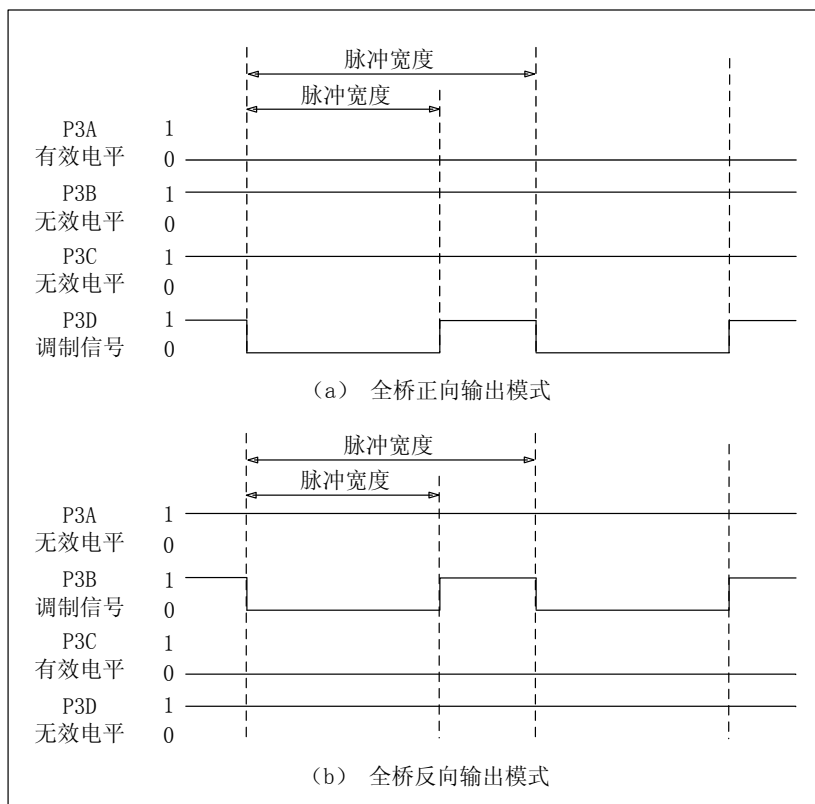 脉冲宽度
脉冲宽度
P3A 1
有效电平 0
P3B 1
无效电平 0
P3C 1
无效电平 0
P3D 1
调制信号 0
（a） 全桥正向输出模式
脉冲宽度
脉冲宽度
P3A 1
无效电平 0
P3B 1
调制信号 0
P3C 1
有效电平 0
P3D 1
无效电平 0
（b） 全桥反向输出模式